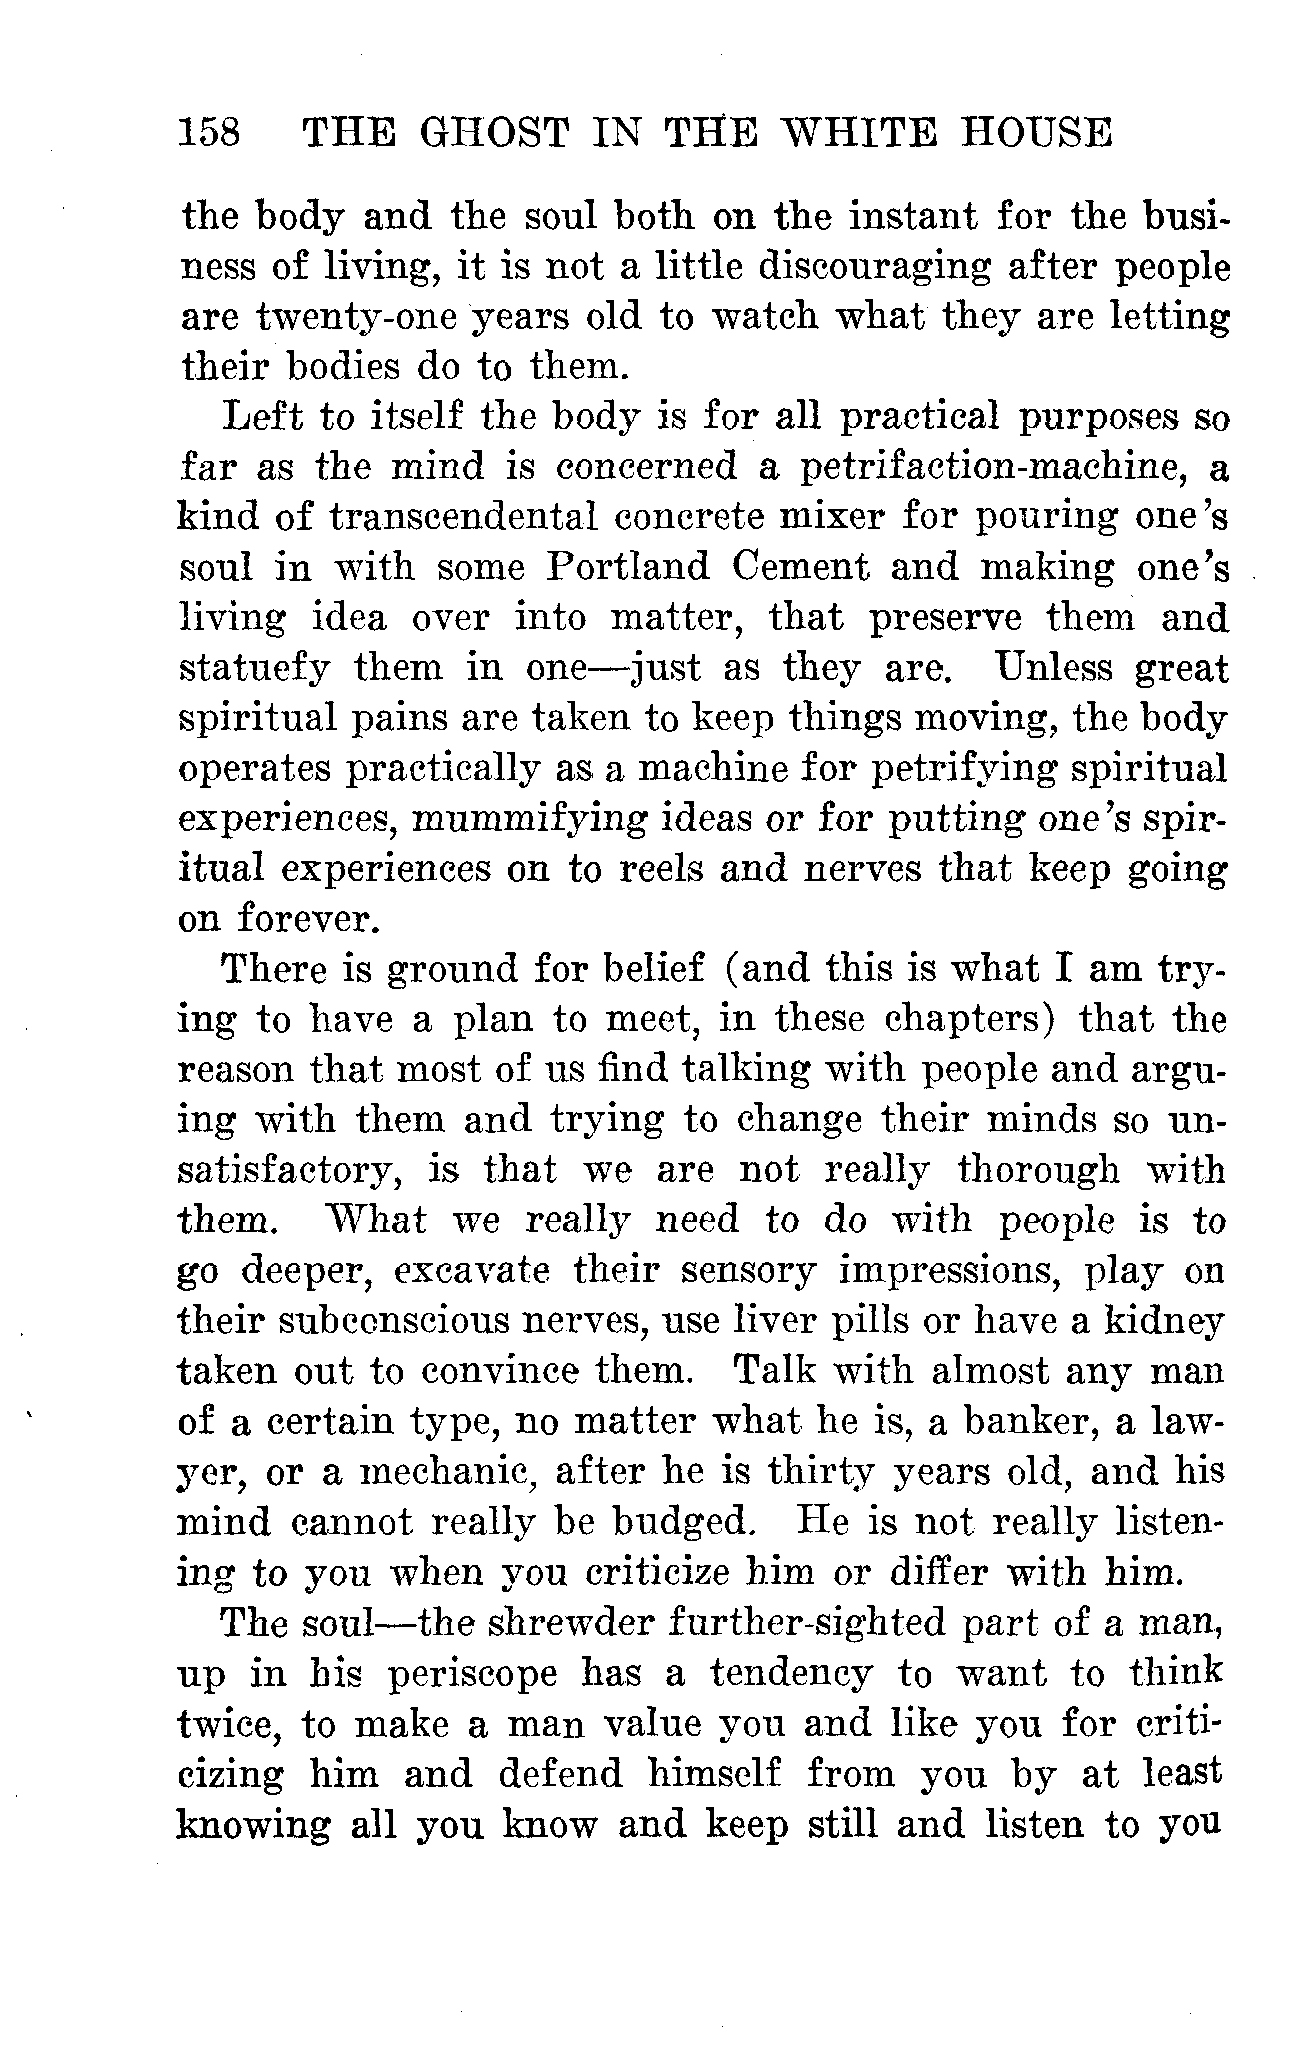 158 THE GHOST IN THE WHITE HOUSE
the body and the soul both on the instant for the busi-
ness of living, it is not a little discouraging after people
are twenty-one years old to watch what they are letting
their bodies do to them.
Left to itself the body is for all practical purposes so
far as the mind is concerned a petrifaction-machine, a
kind of transcendental concrete mixer for pouring one's
soul in with some Portland Cement and making one's
living idea over into matter, that preserve them and
statuefy them in one—just as they are. Unless great
spiritual pains are taken to keep things moving, the body
operates practically as a machine for petrifying spiritual
experiences, mummifying ideas or for putting one's spir-
itual experiences on to reels and nerves that keep going
on forever.
There is ground for belief (and this is what I am try-
ing to have a plan to meet, in these chapters) that the
reason that most of us find talking with people and argu-
ing with them and trying to change their minds so un-
satisfactory, is that we are not really thorough with
them. What we really need to do with people is to
go deeper, excavate their sensory impressions, play on
their subconscious nerves, use liver pills or have a kidney
taken out to convince them. Talk with almost any man
of a certain type, no matter what he is, a banker, a law-
yer, or a mechanic, after he is thirty years old, and his
mind cannot really be budged. He is not really listen-
ing to you when you criticize him or differ with him.
The soul—the shrewder further-sighted part of a man,
up in his periscope has a tendency to want to think
twice, to make a man value you and like you for criti-
cizing him and defend himself from you by at least
knowing all you know and keep still and listen to you